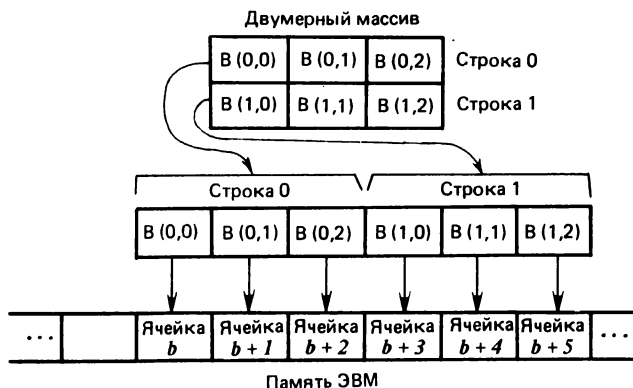 Двумерный массив
B (0,0) B (0,1) B (0,2) Строка 0
B (1,0) B (1,1) B (1,2) Строка 1
Строка 0 Строка 1
B (0,0) B (0,1) B (0,2) B (1,0) B (1,1) B (1,2)
... Ячейка Ячейка Ячейка Ячейка Ячейка Ячейка ...
b b + 1 b + 2 b + 3 b + 4 b + 5
Память ЭВМ